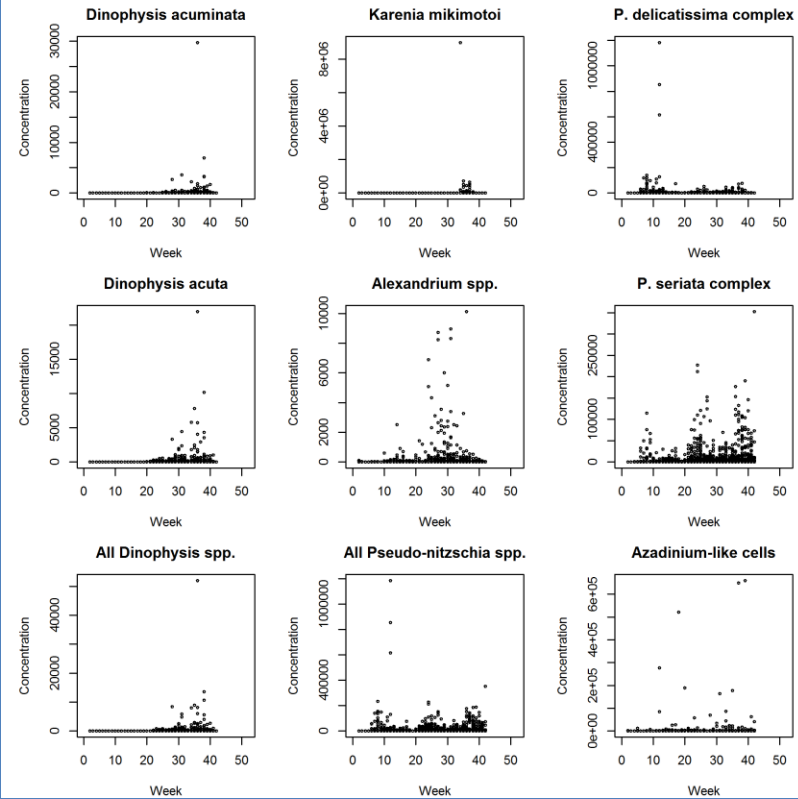 Dinophysis acuminata
Concentration
0 10000 20000 30000
0 10 20 30 40 50
Week
Karenia mikimotoi
Concentration
0e+00 4e+06 8e+06
0 10 20 30 40 50
Week
P. delicatissima complex
Concentration
0 400000 1000000
0 10 20 30 40 50
Week
Dinophysis acuta
Concentration
0 5000 15000
0 10 20 30 40 50
Week
Alexandrium spp.
Concentration
0 2000 6000 10000
0 10 20 30 40 50
Week
P. seriata complex
Concentration
0 100000 250000
0 10 20 30 40 50
Week
All Dinophysis spp.
Concentration
0 20000 40000
0 10 20 30 40 50
Week
All Pseudo-nitzschia spp.
Concentration
0 400000 1000000
0 10 20 30 40 50
Week
Azadinium-like cells
Concentration
0e+00 2e+05 4e+05 6e+05
0 10 20 30 40 50
Week